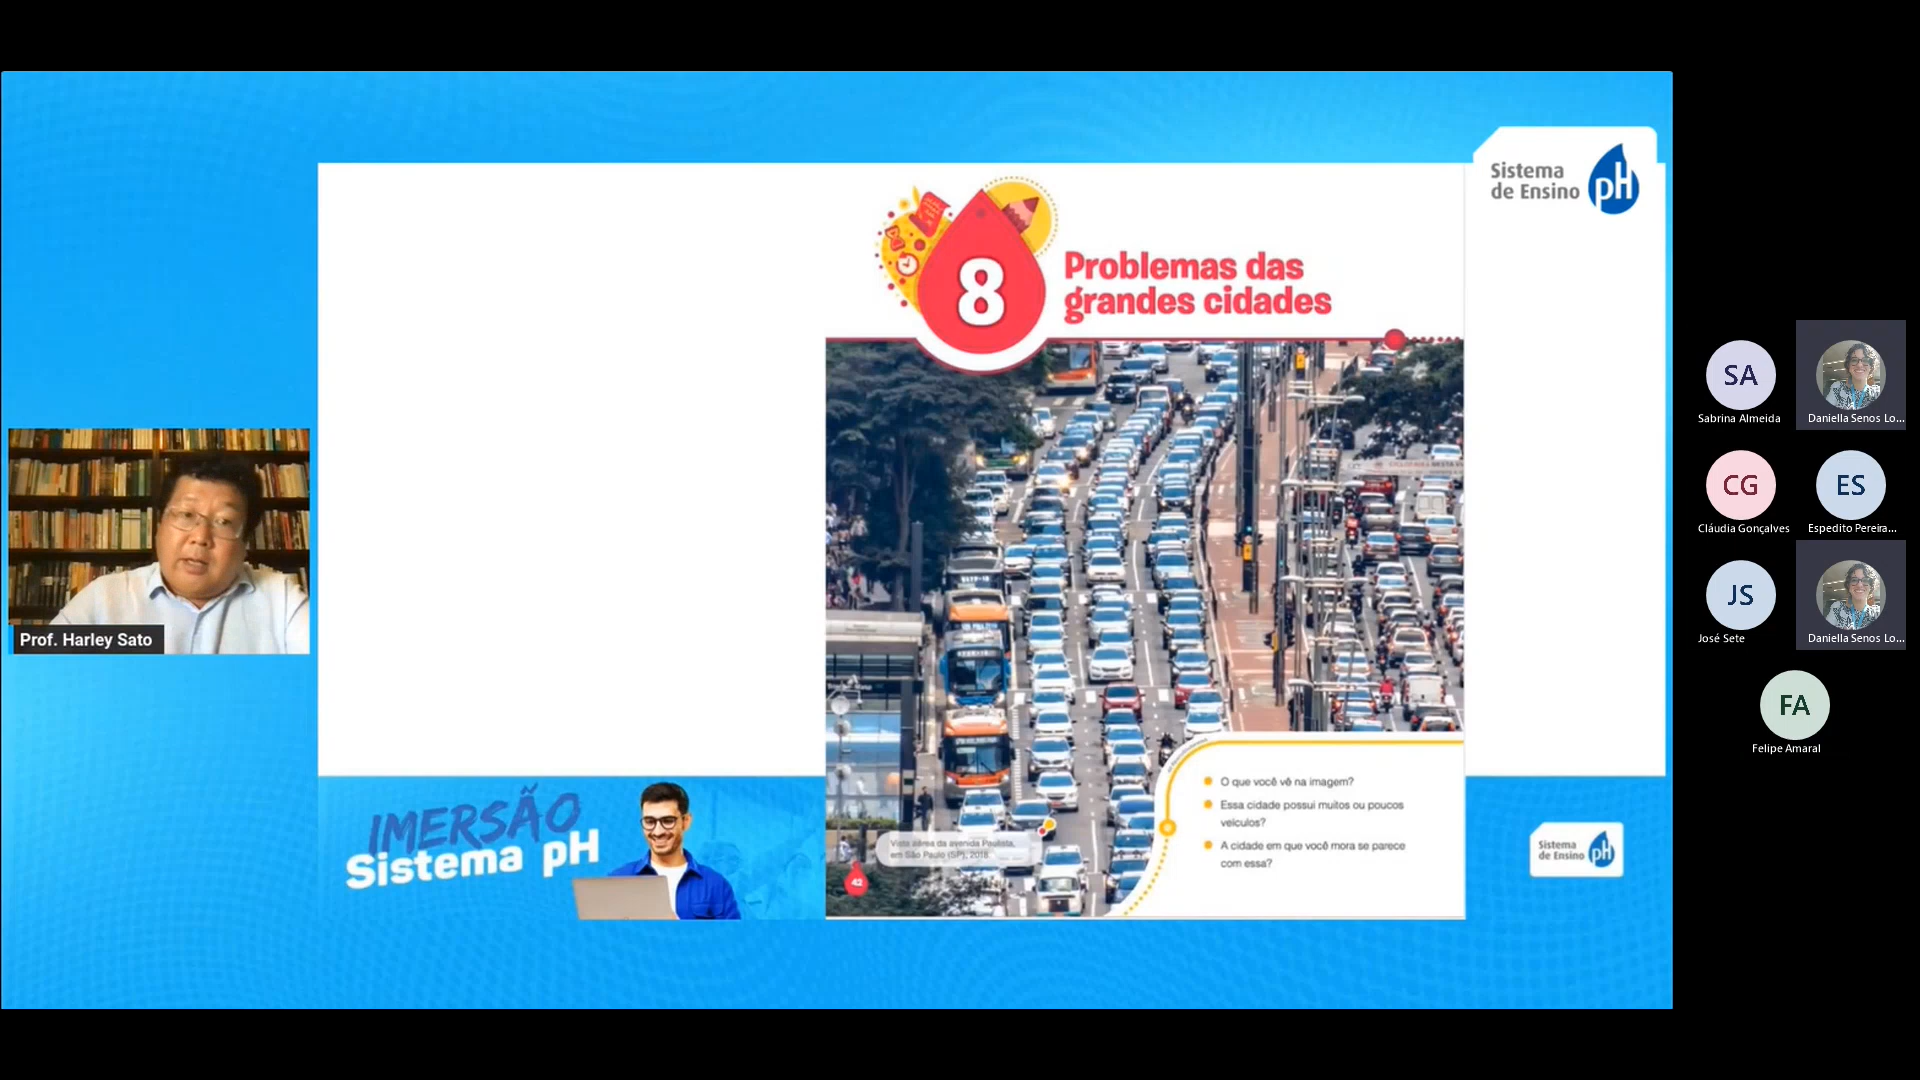 Sistema
de Ensino pH
8
Problemas das
grandes cidades
Prof. Harley Sato
O que você vê na imagem?
Essa cidade possui muitos ou poucos
veículos?
A cidade em que você mora se parece
com essa?
Vista aérea da avenida Paulista,
em São Paulo (SP), 2018.
42
IMERSÃO
Sistema pH
Sistema
de Ensino pH
SA
Sabrina Almeida
Daniella Senos Lo...
CG
Cláudia Gonçalves
ES
Espedito Pereira...
JS
José Sete
Daniella Senos Lo...
FA
Felipe Amaral